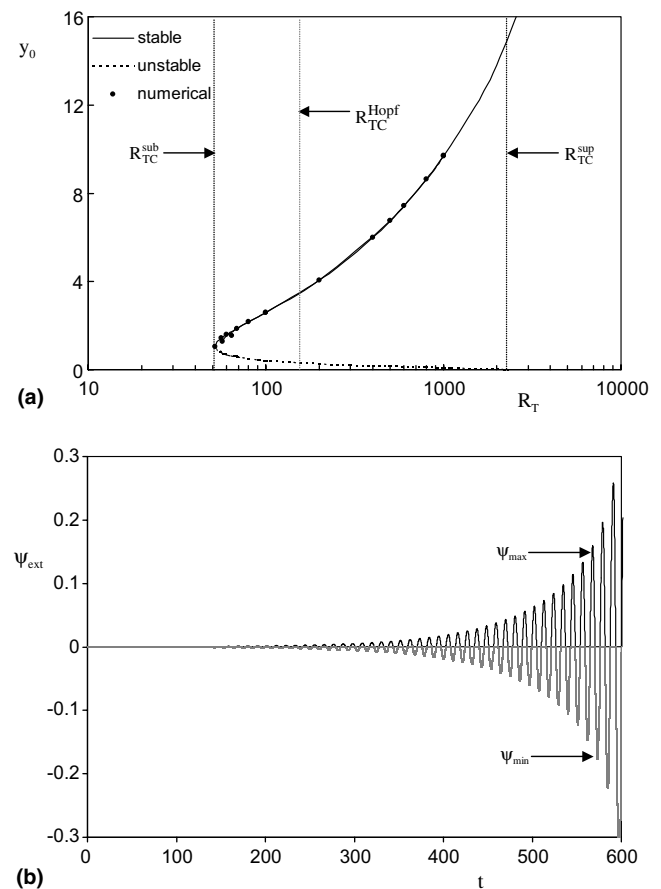 16
y₀
stable
unstable
numerical
12
R_TC^Hopf
R_TC^sub
R_TC^sup
8
4
0
10 100 1000 10000
(a)
R_T
0.3
0.2
ψ_ext
ψ_max
0.1
0
-0.1
ψ_min
-0.2
-0.3
0 100 200 300 400 500 600
(b)
t